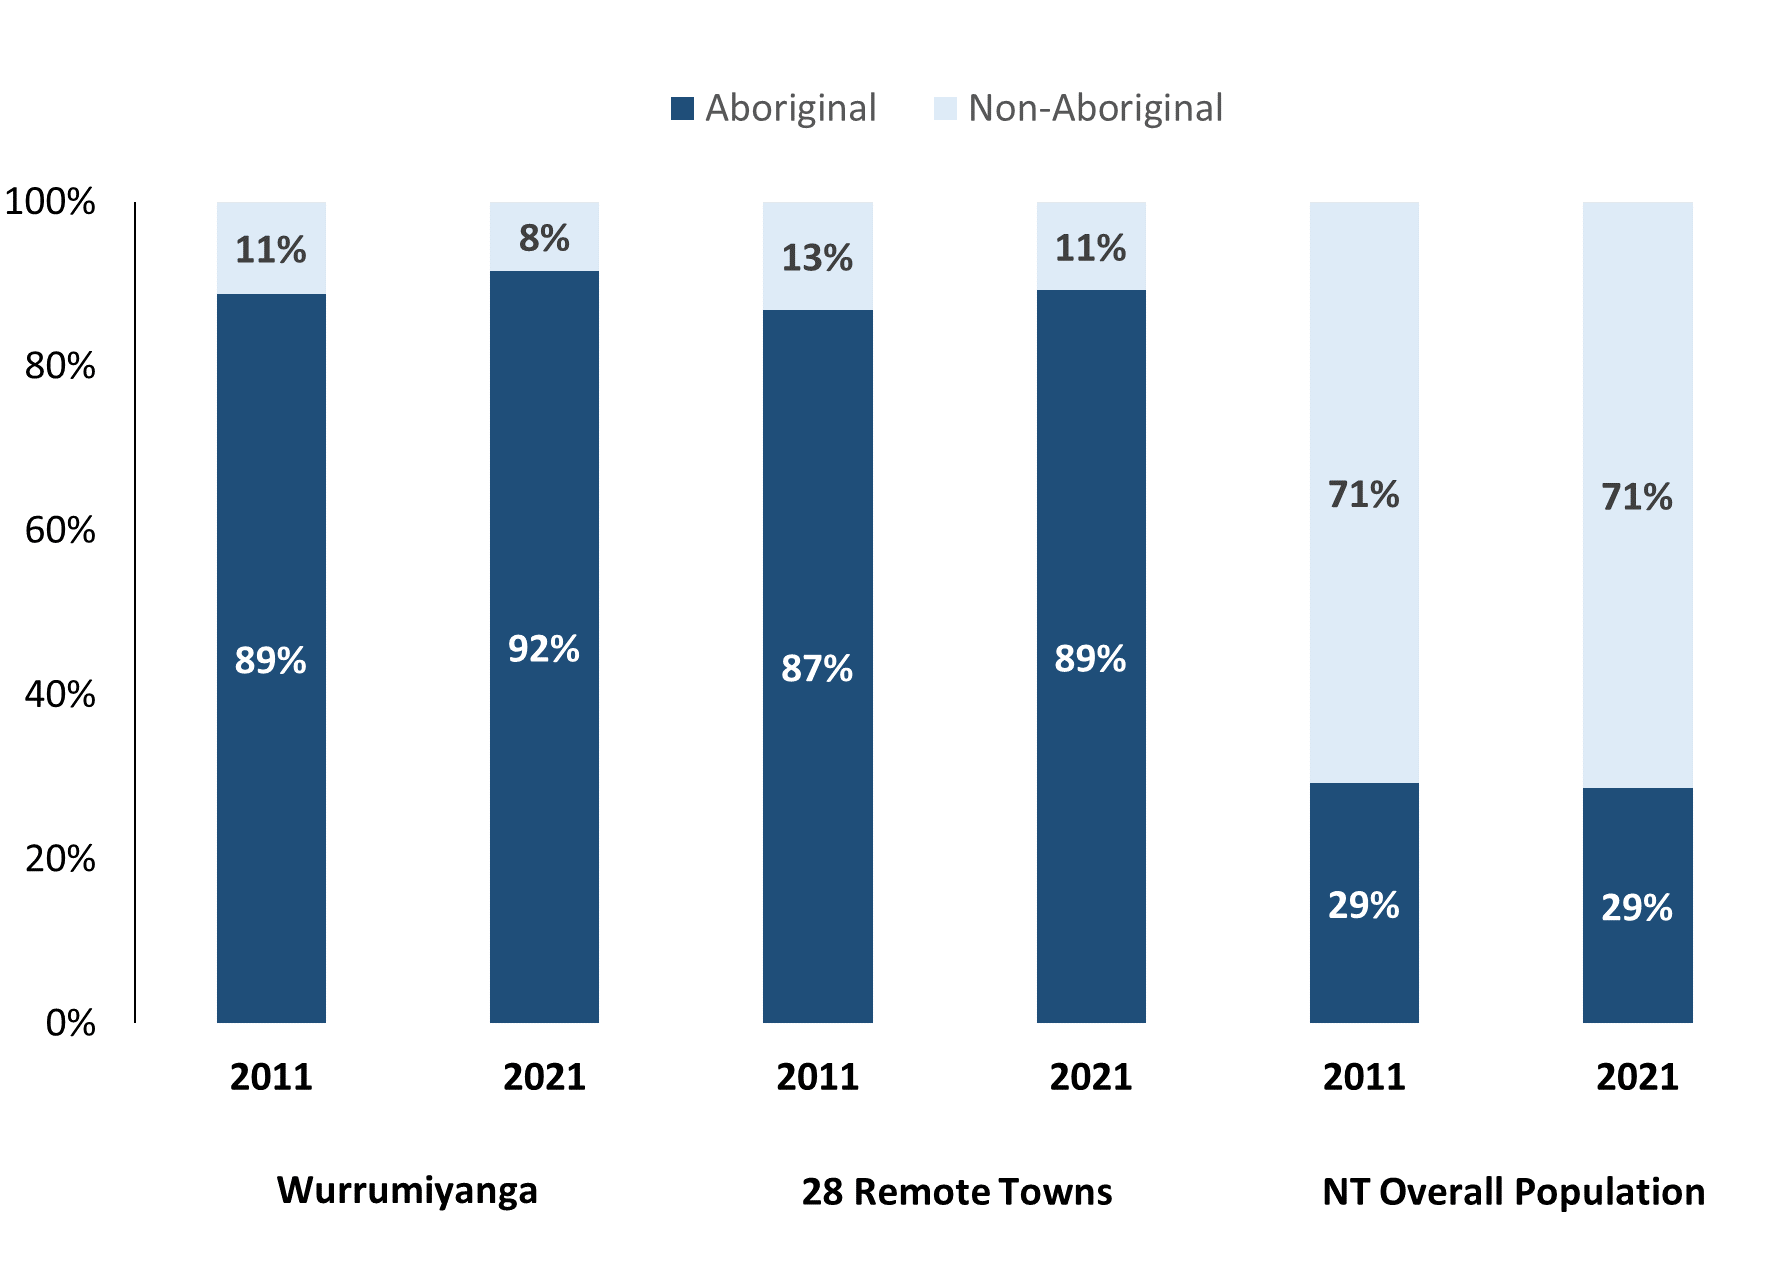 Aboriginal Non-Aboriginal
100%
80%
60%
40%
20%
0%
11% 8% 13% 11% 71% 71%
89% 92% 87% 89% 29% 29%
2011 2021 2011 2021 2011 2021
Wurrumiyanga 28 Remote Towns NT Overall Population